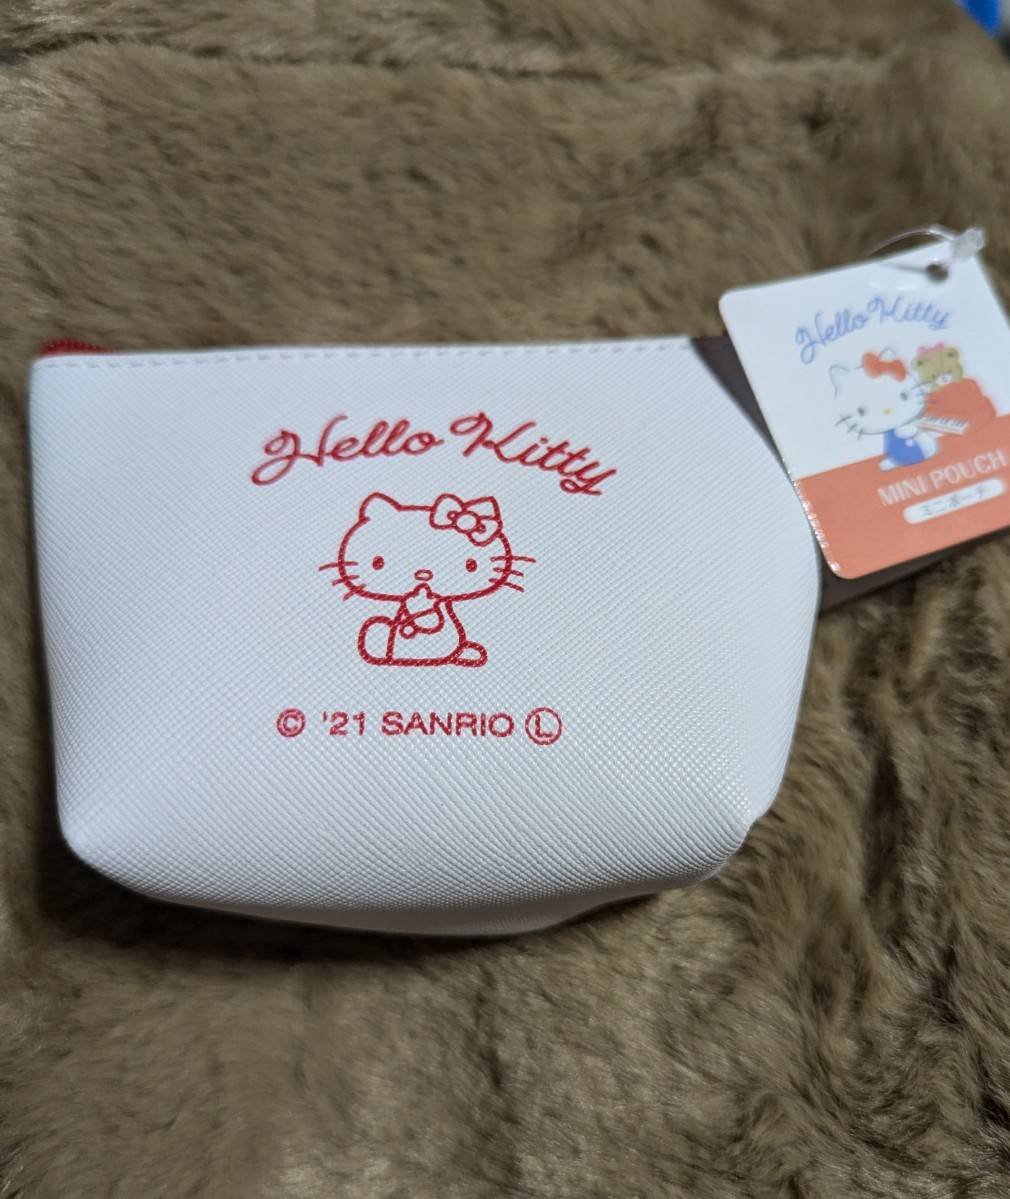 Hello Kitty
© '21 SANRIO Ⓛ
Hello Kitty
MINI POUCH
ミニポーチ